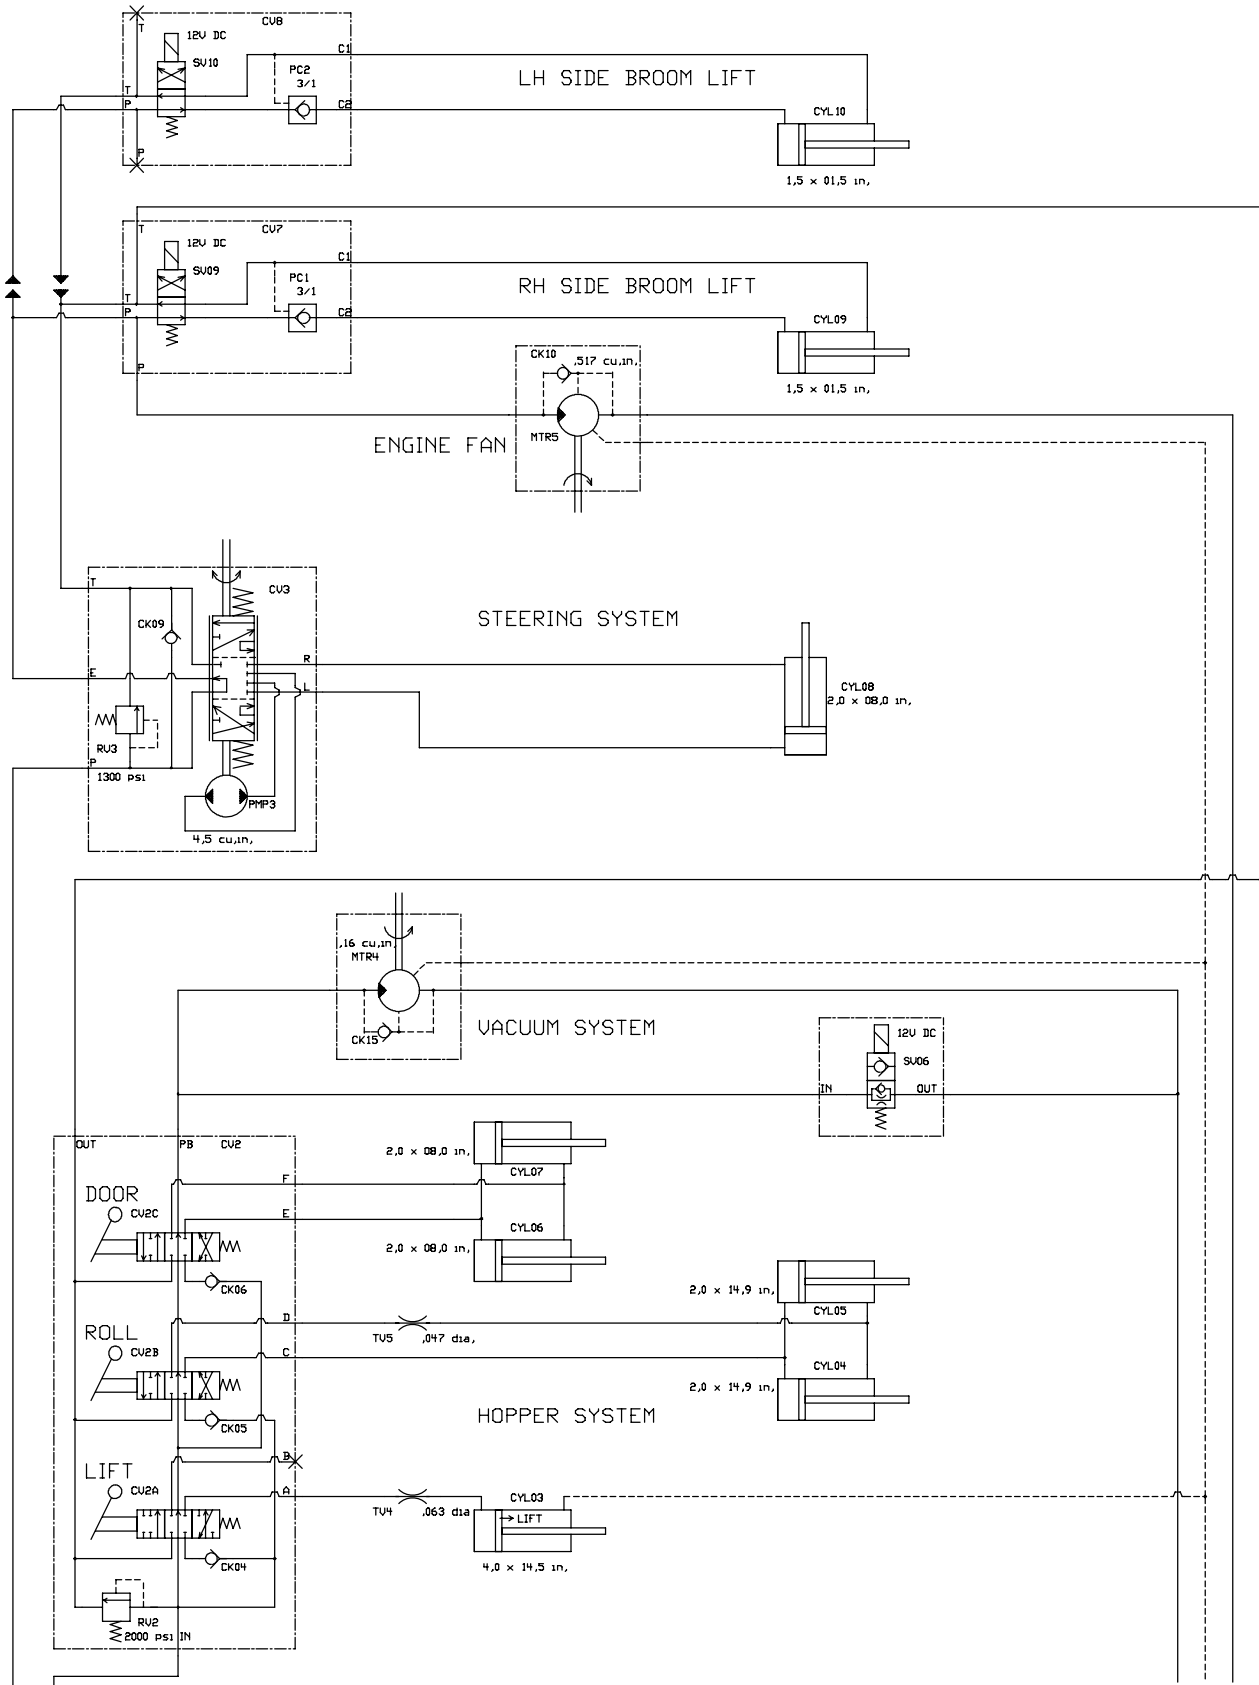 T
CV8
12V DC
SV10
C1
PC2
3/1
LH SIDE BROOM LIFT
T
P
C2
CYL10
P
1,5 x 01,5 in,
T
CV7
12V DC
SV09
C1
PC1
3/1
RH SIDE BROOM LIFT
T
P
C2
CYL09
P
1,5 x 01,5 in,
CK10
,517 cu,in,
MTR5
ENGINE FAN
T
CV3
CK09
STEERING SYSTEM
R
E
L
CYL08
2,0 x 08,0 in,
RV3
P
1300 psi
PMP3
4,5 cu,in,
,16 cu,in,
MTR4
CK15
VACUUM SYSTEM
12V DC
SV06
IN
OUT
OUT
PB
CV2
2,0 x 08,0 in,
CYL07
F
DOOR
CV2C
E
CYL06
2,0 x 08,0 in,
CK06
2,0 x 14,9 in,
CYL05
D
TV5
,047 dia,
ROLL
CV2B
C
CYL04
2,0 x 14,9 in,
CK05
HOPPER SYSTEM
B
LIFT
CV2A
A
TV4
,063 dia
CYL03
LIFT
CK04
4,0 x 14,5 in,
RV2
2000 psi IN